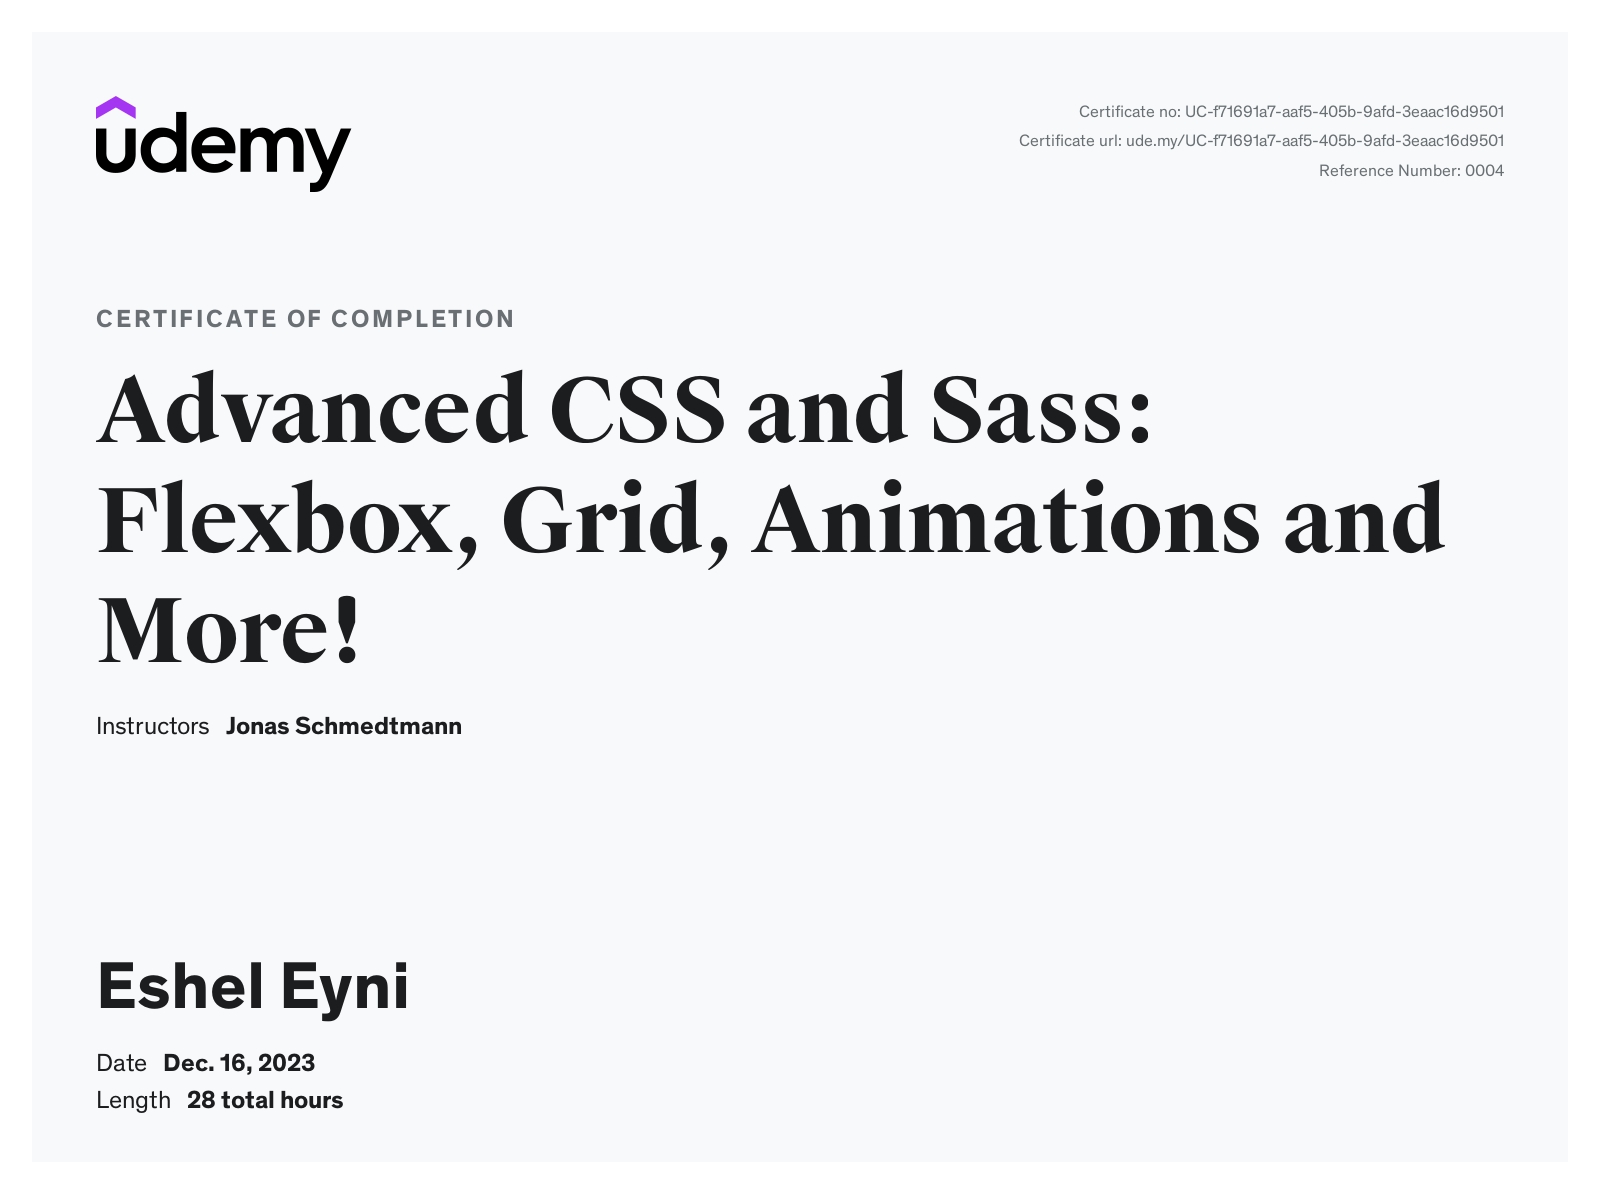 udemy
Certificate no: UC-f71691a7-aaf5-405b-9afd-3eaac16d9501
Certificate url: ude.my/UC-f71691a7-aaf5-405b-9afd-3eaac16d9501
Reference Number: 0004
CERTIFICATE OF COMPLETION
Advanced CSS and Sass:
Flexbox, Grid, Animations and
More!
Instructors Jonas Schmedtmann
Eshel Eyni
Date Dec. 16, 2023
Length 28 total hours